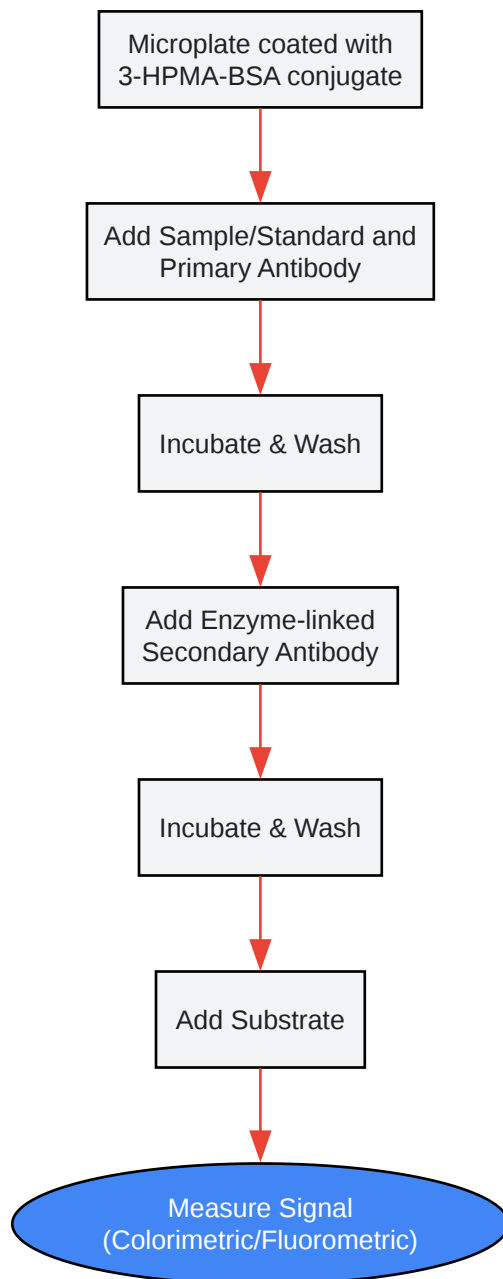 Microplate coated with
3-HPMA-BSA conjugate
Add Sample/Standard and
Primary Antibody
Incubate & Wash
Add Enzyme-linked
Secondary Antibody
Incubate & Wash
Add Substrate
Measure Signal
(Colorimetric/Fluorometric)